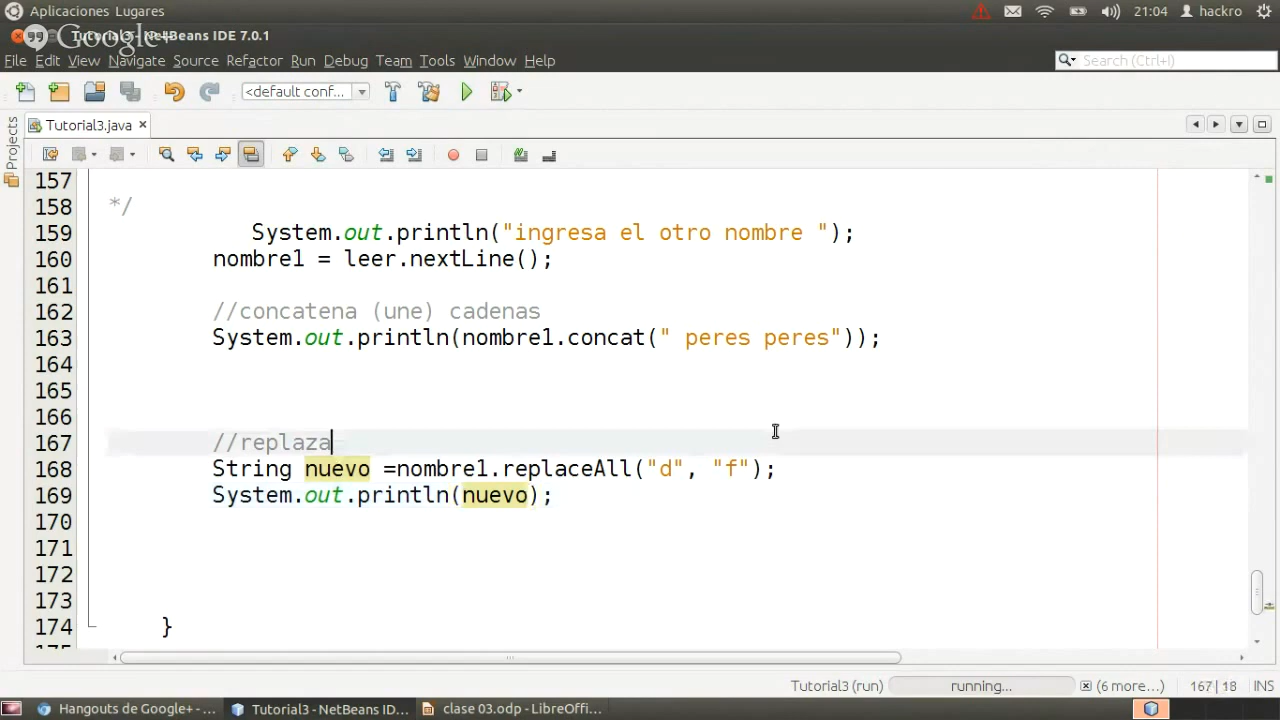 Aplicaciones Lugares
21:04 hackro
Google+
Tutorial3 - NetBeans IDE 7.0.1
File Edit View Navigate Source Refactor Run Debug Team Tools Window Help
Search (Ctrl+I)
<default conf...
Projects
Tutorial3.java
157
158 */
159 System.out.println("ingresa el otro nombre ");
160 nombre1 = leer.nextLine();
161
162 //concatena (une) cadenas
163 System.out.println(nombre1.concat(" peres peres"));
164
165
166
167 //replaza
168 String nuevo =nombre1.replaceAll("d", "f");
169 System.out.println(nuevo);
170
171
172
173
174 }
Tutorial3 (run) running... (6 more...) 167|18 INS
Hangouts de Google+ - ... Tutorial3 - NetBeans ID... clase 03.odp - LibreOffi...